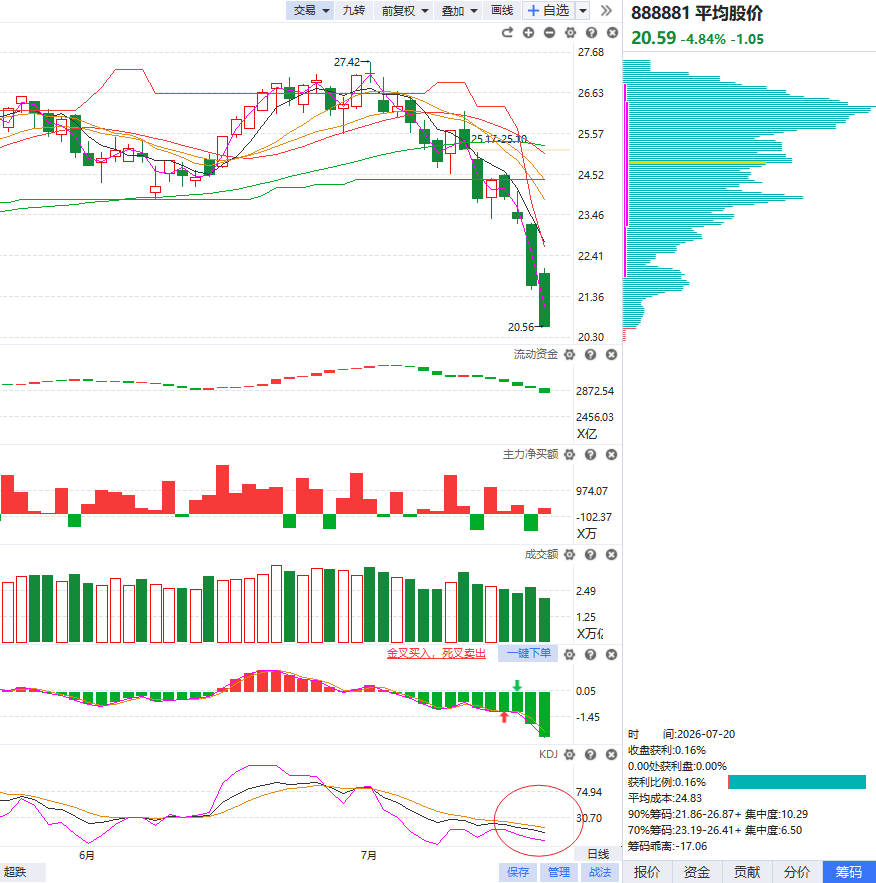 交易 九转 前复权 叠加 画线 自选
888881 平均股价
20.59 -4.84% -1.05
27.68
27.42
26.63
25.57
25.17-25.10
24.52
23.46
22.41
21.36
20.56
20.30
流动资金
2872.54
2456.03
X亿
主力净买额
974.07
-102.37
X万
成交额
2.49
1.25
X万亿
金叉买入，死叉卖出 一键下单
0.05
-1.45
KDJ
74.94
30.70
6月 7月 日线
超跌 保存 管理 战法
时 间:2026-07-20
收盘获利:0.16%
0.00处获利盘:0.00%
获利比例:0.16%
平均成本:24.83
90%筹码:21.86-26.87+ 集中度:10.29
70%筹码:23.19-26.41+ 集中度:6.50
筹码乖离:-17.06
报价 资金 贡献 分价 筹码